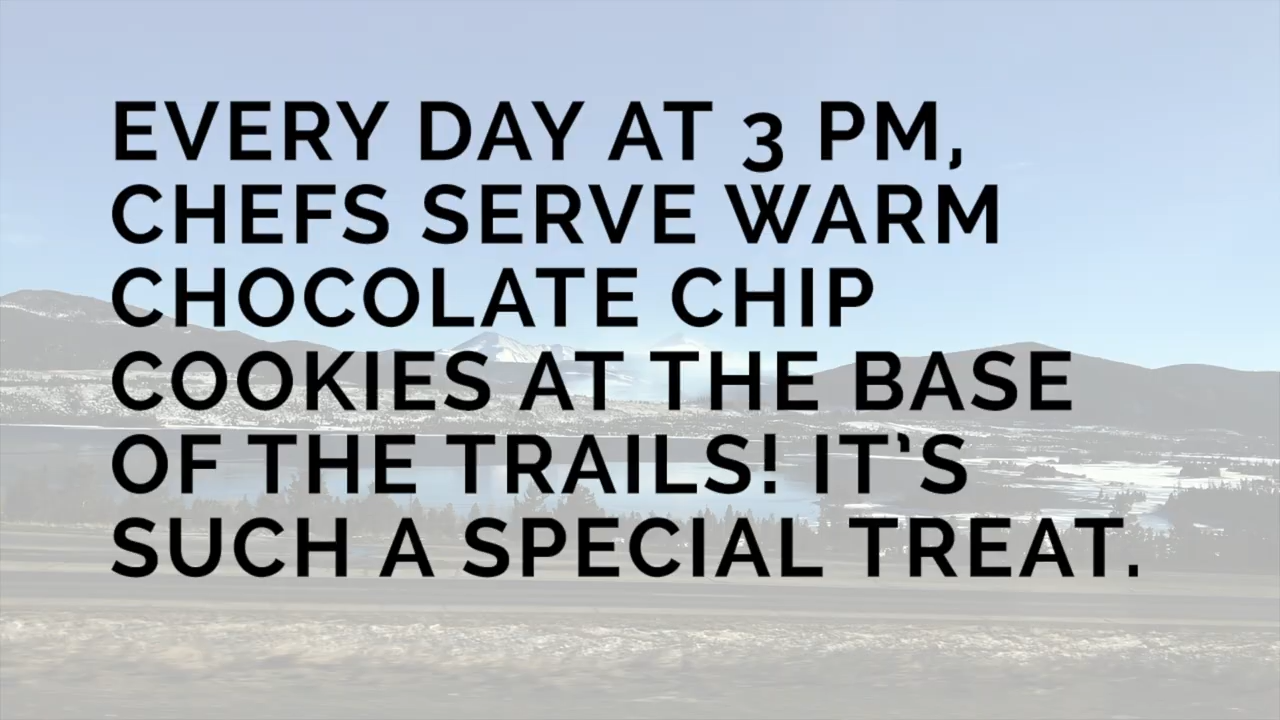 EVERY DAY AT 3 PM,
CHEFS SERVE WARM
CHOCOLATE CHIP
COOKIES AT THE BASE
OF THE TRAILS! IT’S
SUCH A SPECIAL TREAT.